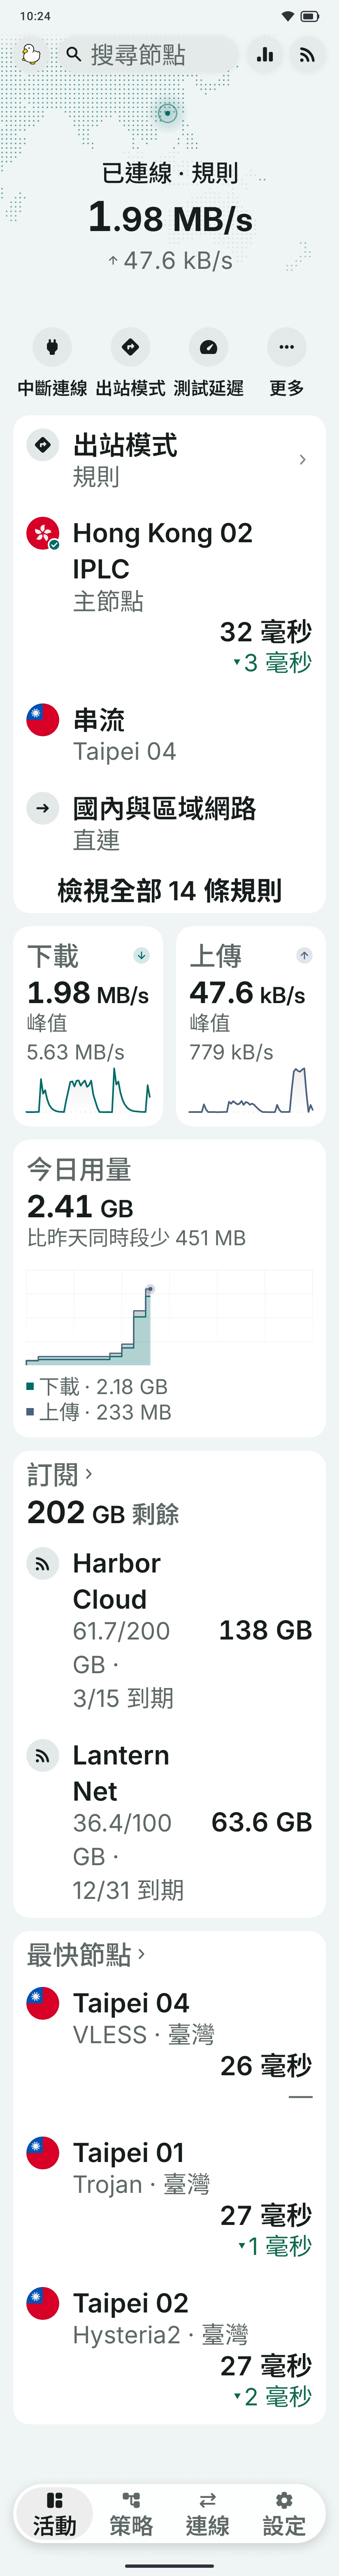 10:24
搜尋節點
已連線 · 規則
1.98 MB/s
↑ 47.6 kB/s
中斷連線 出站模式 測試延遲 更多
出站模式
規則
Hong Kong 02
IPLC
主節點
32 毫秒
▼3 毫秒
串流
Taipei 04
國內與區域網路
直連
檢視全部 14 條規則
下載
1.98 MB/s
峰值
5.63 MB/s
上傳
47.6 kB/s
峰值
779 kB/s
今日用量
2.41 GB
比昨天同時段少 451 MB
下載 · 2.18 GB
上傳 · 233 MB
訂閱
202 GB 剩餘
Harbor
Cloud
61.7/200
GB ·
3/15 到期
138 GB
Lantern
Net
36.4/100
GB ·
12/31 到期
63.6 GB
最快節點
Taipei 04
VLESS · 臺灣
26 毫秒
—
Taipei 01
Trojan · 臺灣
27 毫秒
▼1 毫秒
Taipei 02
Hysteria2 · 臺灣
27 毫秒
▼2 毫秒
活動 策略 連線 設定